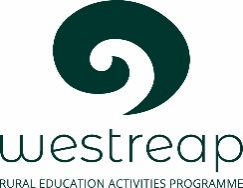 westreap
RURAL EDUCATION ACTIVITIES PROGRAMME